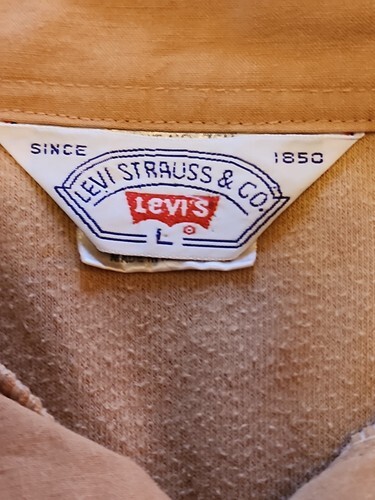 SINCE 1850
LEVI STRAUSS & CO.
LEVI'S
L